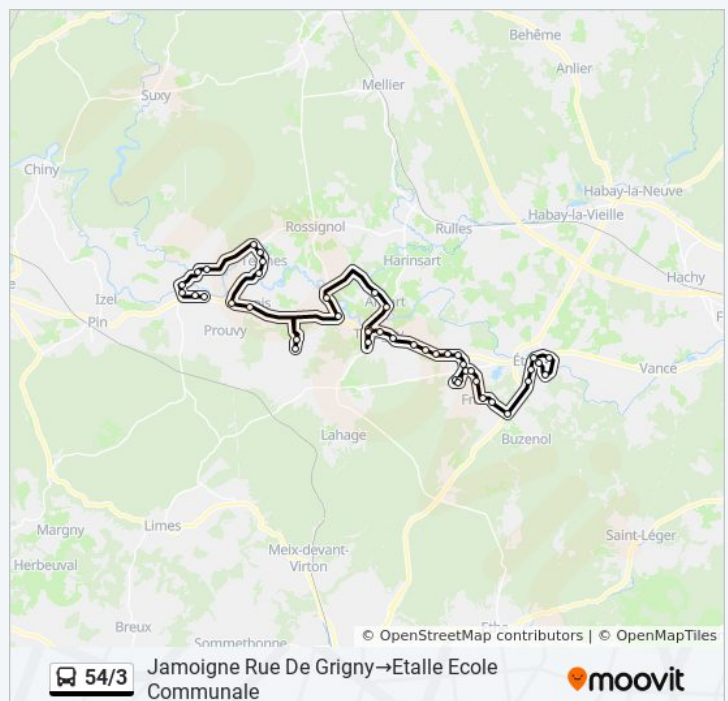 Behême
Anlier
Mellier
Suxy
Chiny
Habay-la-Neuve
Habay-la-Vieille
Rossignol
Rulles
Harinsart
Hachy
Izel
Pin
Prouvy
Vance
Buzenol
Lahage
Limes
Margny
Herbeuval
Meix-devant-
Virton
Saint-Léger
Breux
Sommethonne
© OpenStreetMap contributors | © OpenMapTiles
54/3
Jamoigne Rue De Grigny→Etalle Ecole
Communale
moovit